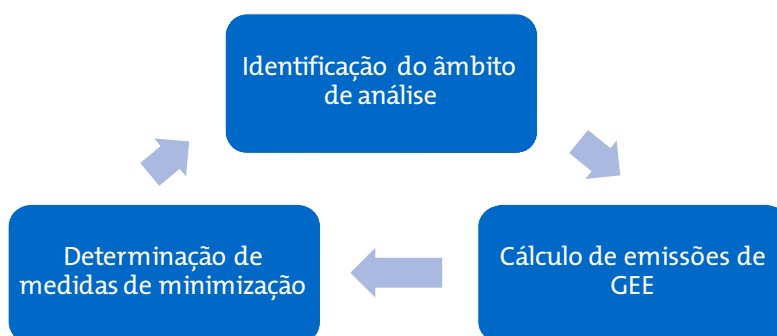 Identificação do âmbito
de análise
Cálculo de emissões de
GEE
Determinação de
medidas de minimização